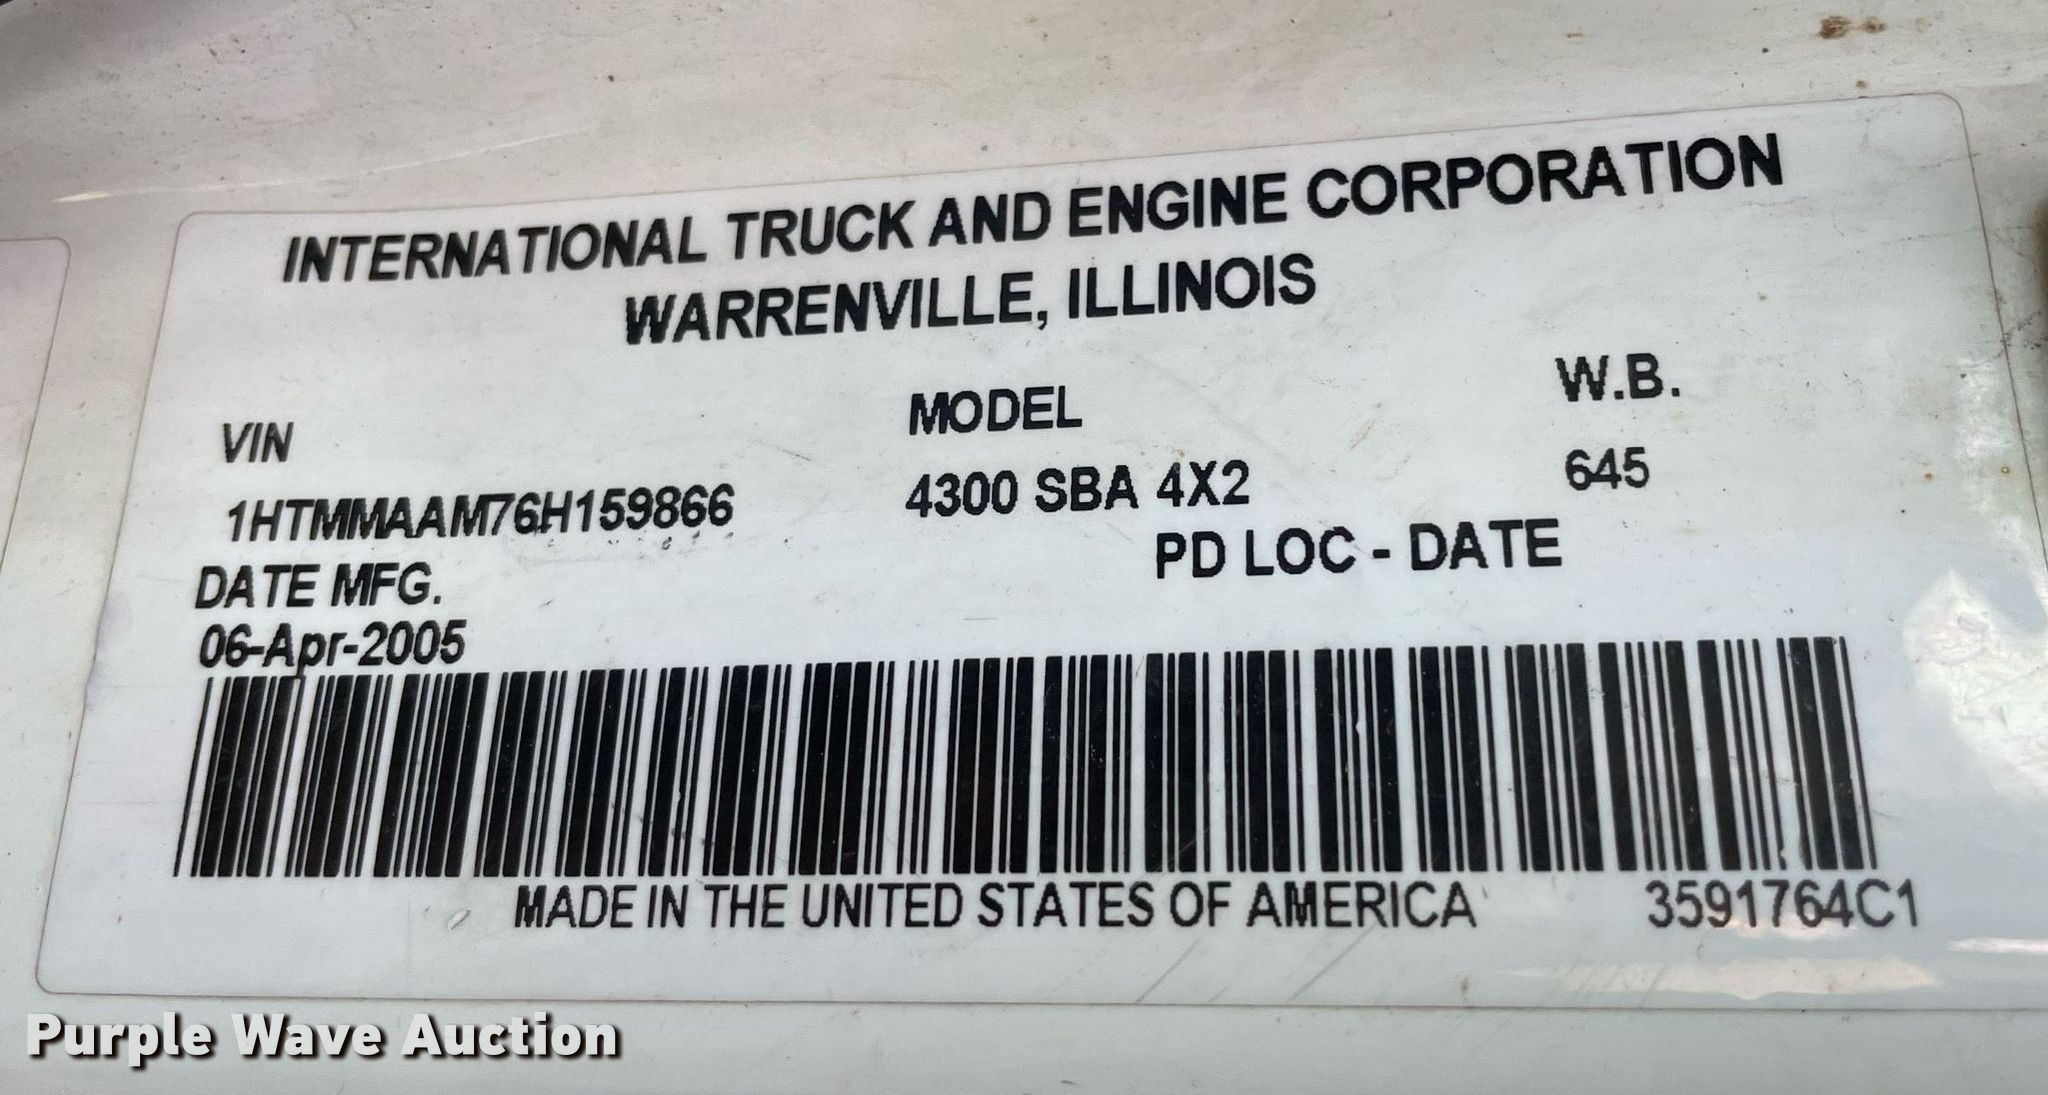 INTERNATIONAL TRUCK AND ENGINE CORPORATION
WARRENVILLE, ILLINOIS
VIN MODEL W.B.
1HTMMAAM76H159866 4300 SBA 4X2 645
DATE MFG. PD LOC - DATE
06-Apr-2005
MADE IN THE UNITED STATES OF AMERICA 3591764C1
Purple Wave Auction